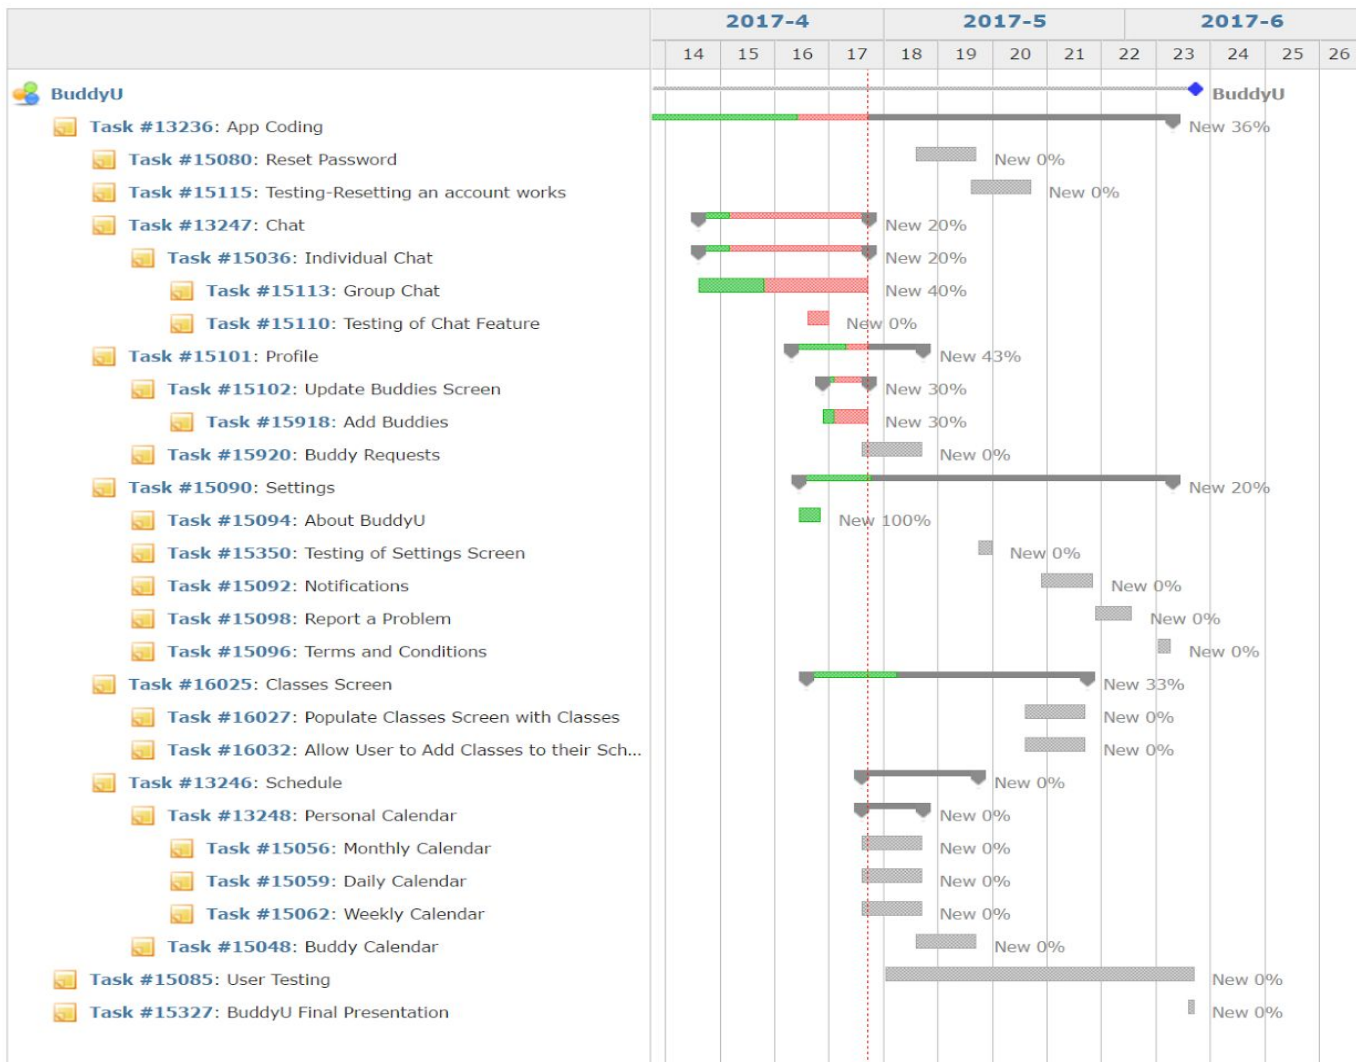 2017-4 2017-5 2017-6
14 15 16 17 18 19 20 21 22 23 24 25 26
BuddyU BuddyU
Task #13236: App Coding New 36%
Task #15080: Reset Password New 0%
Task #15115: Testing-Resetting an account works New 0%
Task #13247: Chat New 20%
Task #15036: Individual Chat New 20%
Task #15113: Group Chat New 40%
Task #15110: Testing of Chat Feature New 0%
Task #15101: Profile New 43%
Task #15102: Update Buddies Screen New 30%
Task #15918: Add Buddies New 30%
Task #15920: Buddy Requests New 0%
Task #15090: Settings New 20%
Task #15094: About BuddyU New 100%
Task #15350: Testing of Settings Screen New 0%
Task #15092: Notifications New 0%
Task #15098: Report a Problem New 0%
Task #15096: Terms and Conditions New 0%
Task #16025: Classes Screen New 33%
Task #16027: Populate Classes Screen with Classes New 0%
Task #16032: Allow User to Add Classes to their Sch... New 0%
Task #13246: Schedule New 0%
Task #13248: Personal Calendar New 0%
Task #15056: Monthly Calendar New 0%
Task #15059: Daily Calendar New 0%
Task #15062: Weekly Calendar New 0%
Task #15048: Buddy Calendar New 0%
Task #15085: User Testing New 0%
Task #15327: BuddyU Final Presentation New 0%